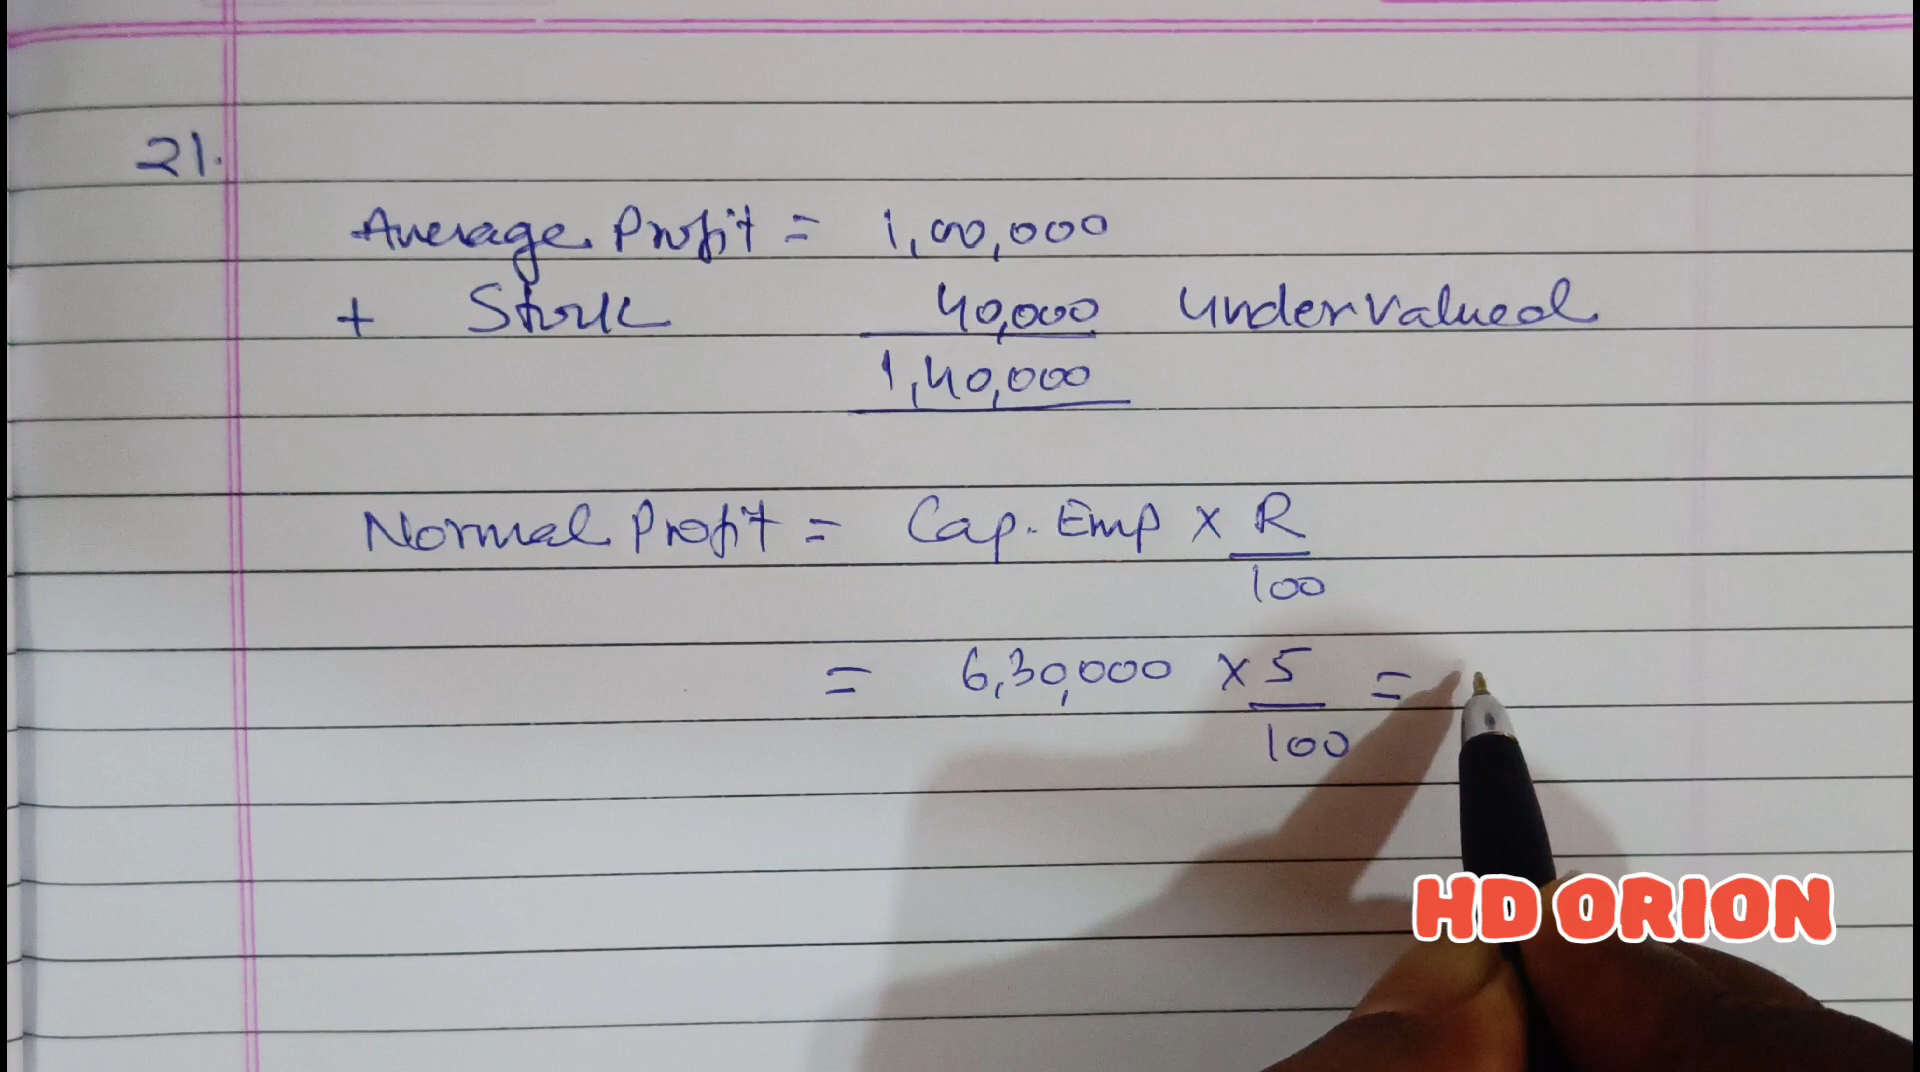 21.
Average Profit = 1,00,000
+ Stock 40,000 undervalued
1,40,000
Normal Profit = Cap. Emp × R
100
= 6,30,000 × 5 =
100
HD ORION